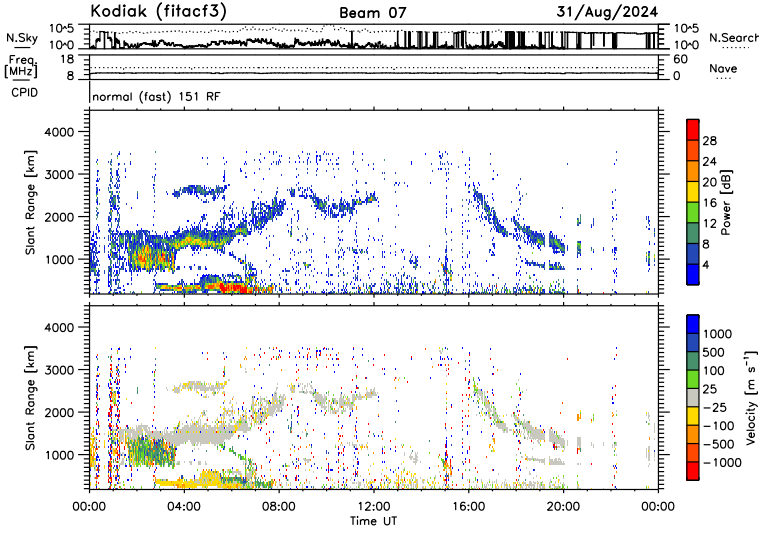 Kodiak (fitacf3) Beam 07 31/Aug/2024
N.Sky 10^5 10^0 10^5 10^0 N.Search
Freq. [MHz] 18 8 60 0 Nave
CPID normal (fast) 151 RF
Slant Range [km] 4000 3000 2000 1000
Power [dB] 28 24 20 16 12 8 4
Slant Range [km] 4000 3000 2000 1000
Velocity [m s^-1] 1000 500 100 25 -25 -100 -500 -1000
00:00 04:00 08:00 12:00 16:00 20:00 00:00
Time UT